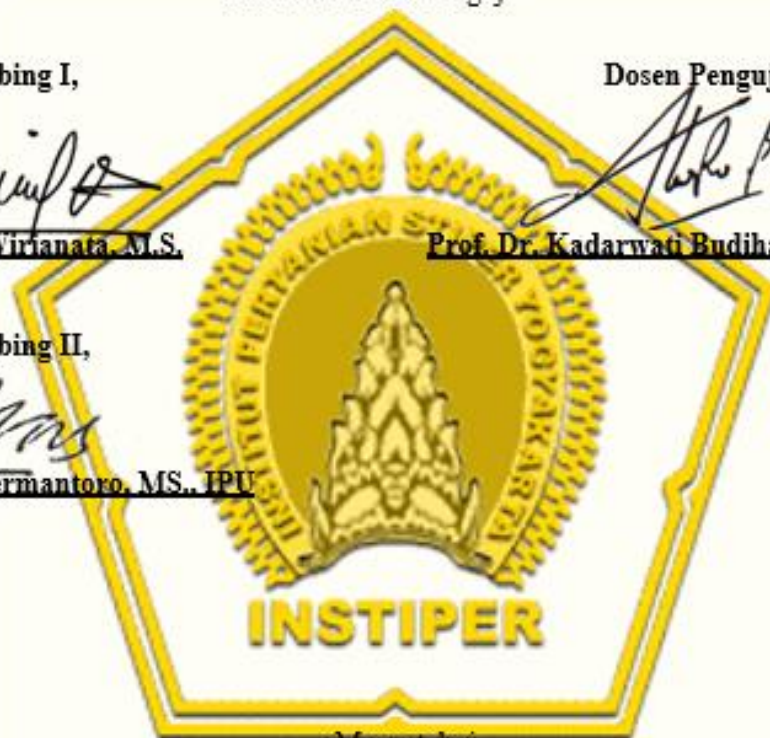 bing I,
Dosen Penguj
Wirianata, M.S.
Prof. Dr. Kadarwati Budiha
INSTITUT PERTANIAN STIPER YOGYAKARTA
bing II,
ermantoro, MS., IPU
INSTIPER